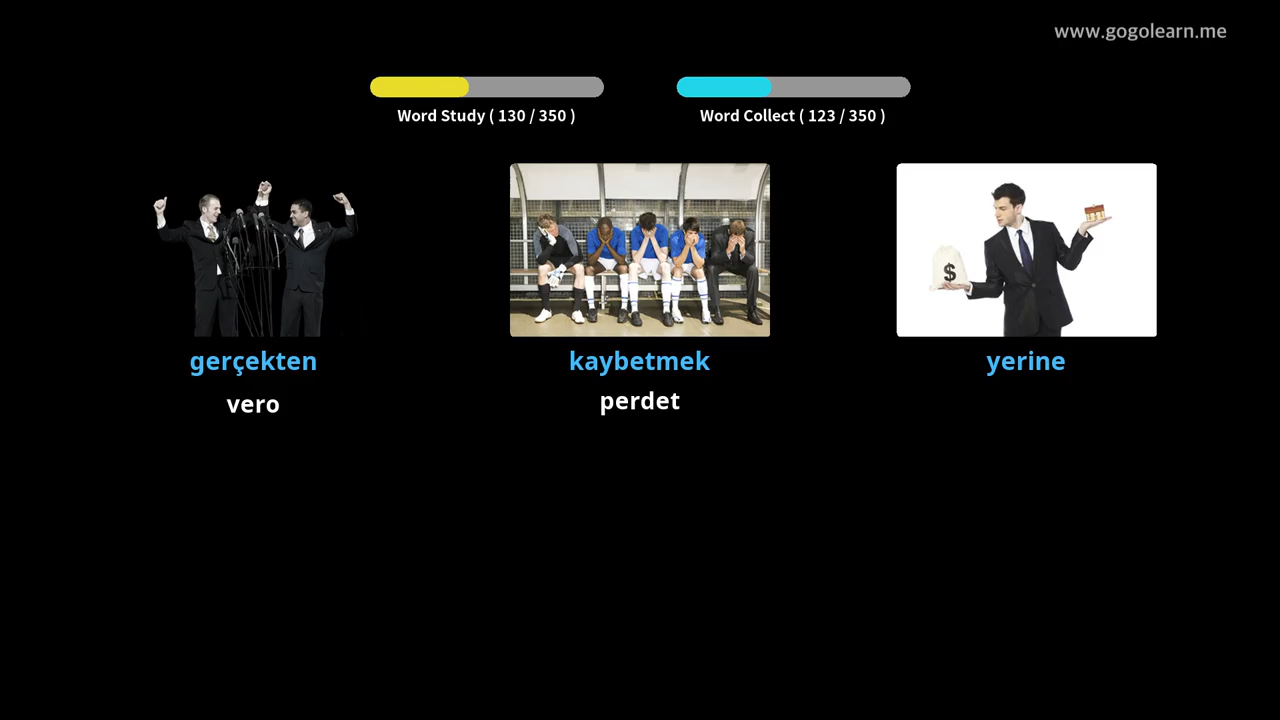 www.gogolearn.me
Word Study ( 130 / 350 )
Word Collect ( 123 / 350 )
gerçekten
vero
kaybetmek
perdet
yerine
$